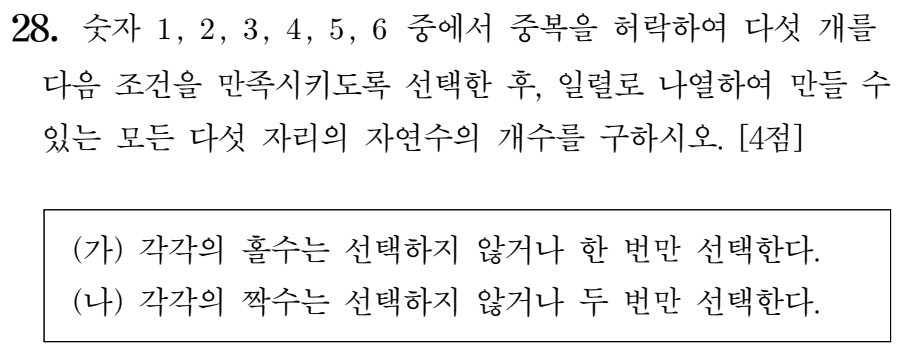 28. 숫자 1, 2, 3, 4, 5, 6 중에서 중복을 허락하여 다섯 개를
다음 조건을 만족시키도록 선택한 후, 일렬로 나열하여 만들 수
있는 모든 다섯 자리의 자연수의 개수를 구하시오. [4점]
(가) 각각의 홀수는 선택하지 않거나 한 번만 선택한다.
(나) 각각의 짝수는 선택하지 않거나 두 번만 선택한다.